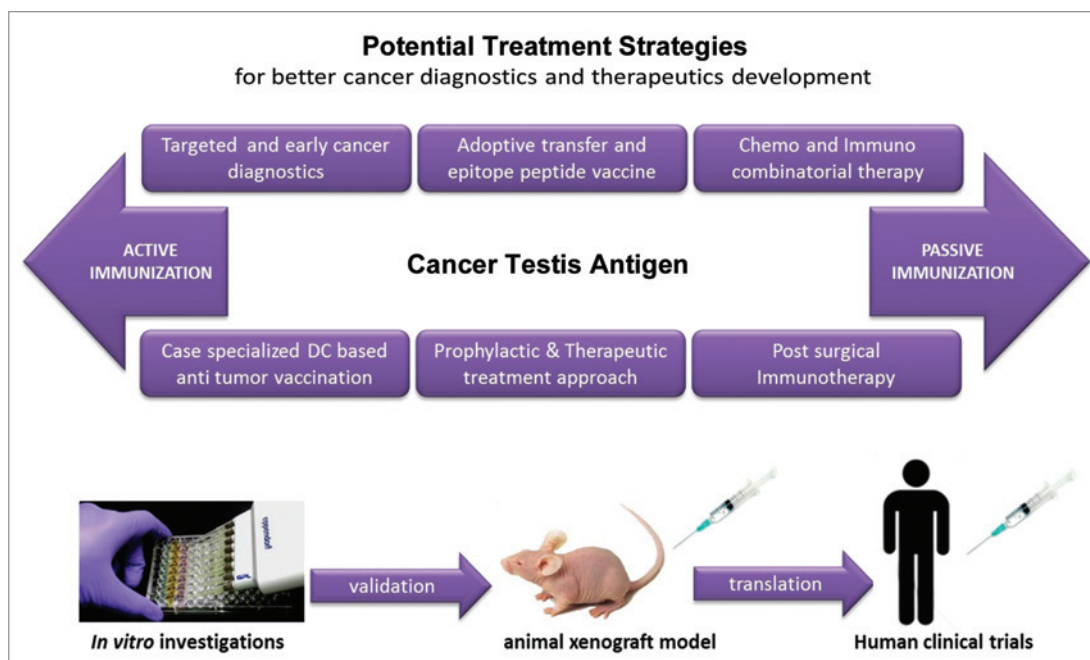 Potential Treatment Strategies
for better cancer diagnostics and therapeutics development
Targeted and early cancer
diagnostics
Adoptive transfer and
epitope peptide vaccine
Chemo and Immuno
combinatorial therapy
ACTIVE
IMMUNIZATION
Cancer Testis Antigen
PASSIVE
IMMUNIZATION
Case specialized DC based
anti tumor vaccination
Prophylactic & Therapeutic
treatment approach
Post surgical
Immunotherapy
eppendorf
validation
translation
In vitro investigations
animal xenograft model
Human clinical trials